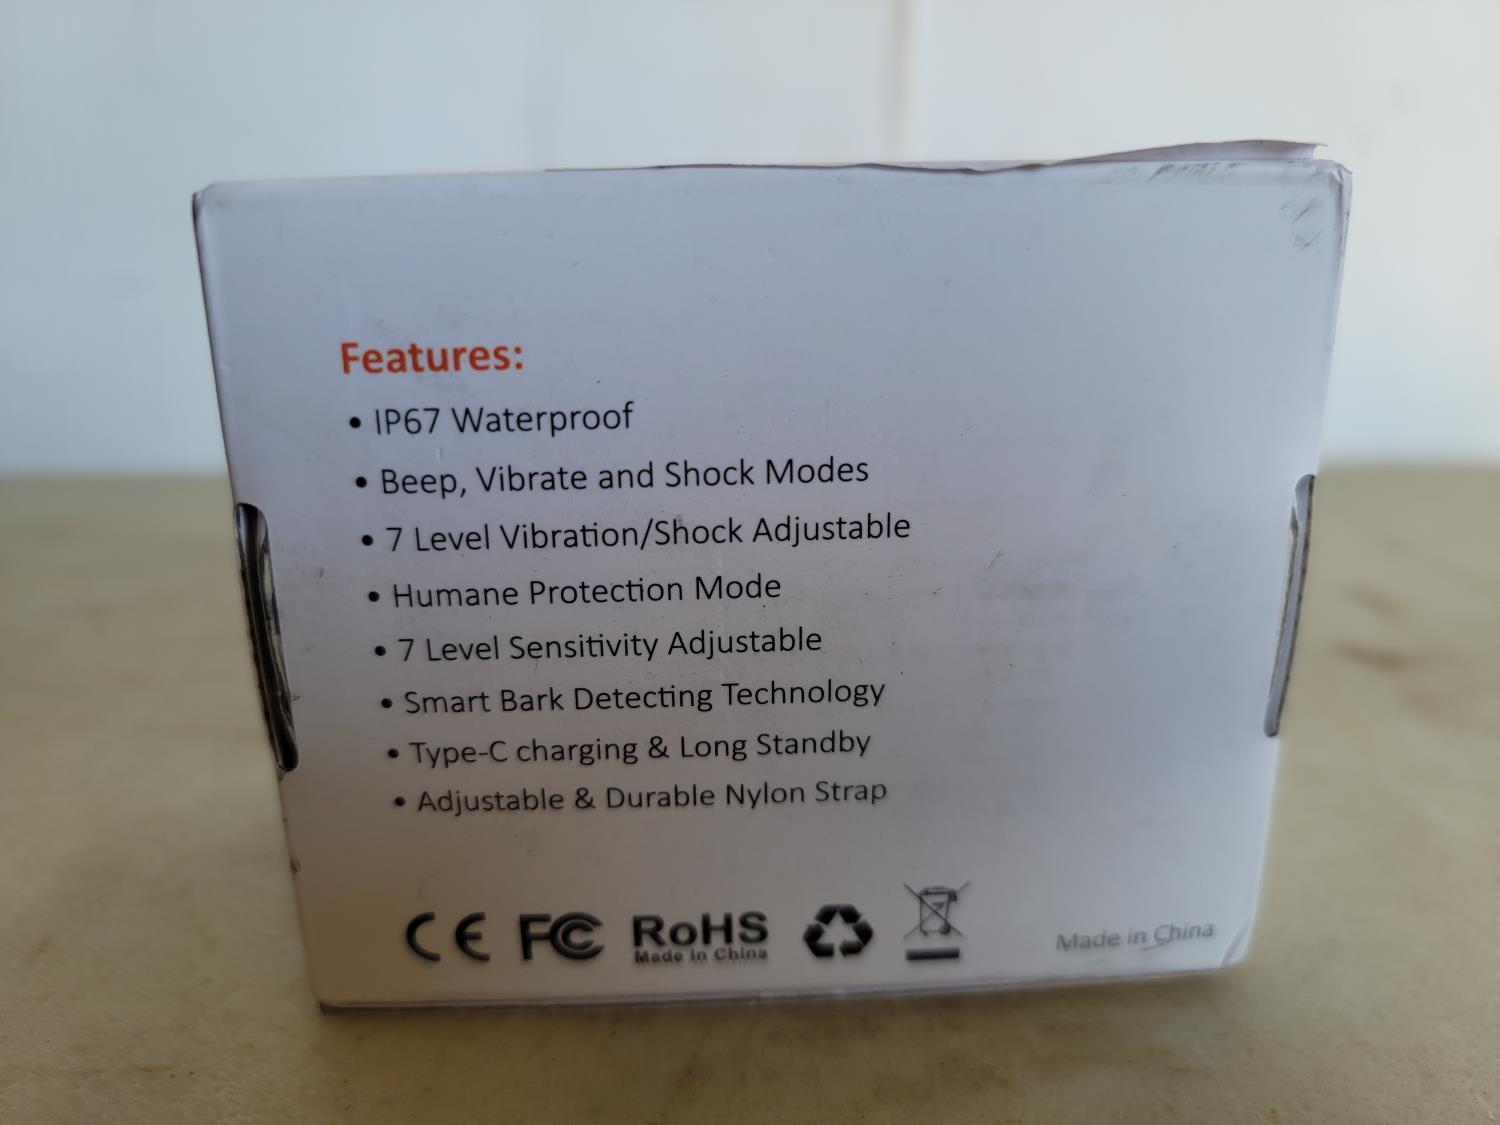 Features:
• IP67 Waterproof
• Beep, Vibrate and Shock Modes
• 7 Level Vibration/Shock Adjustable
• Humane Protection Mode
• 7 Level Sensitivity Adjustable
• Smart Bark Detecting Technology
• Type-C charging & Long Standby
• Adjustable & Durable Nylon Strap
CE FC RoHS
Made in China
Made in China